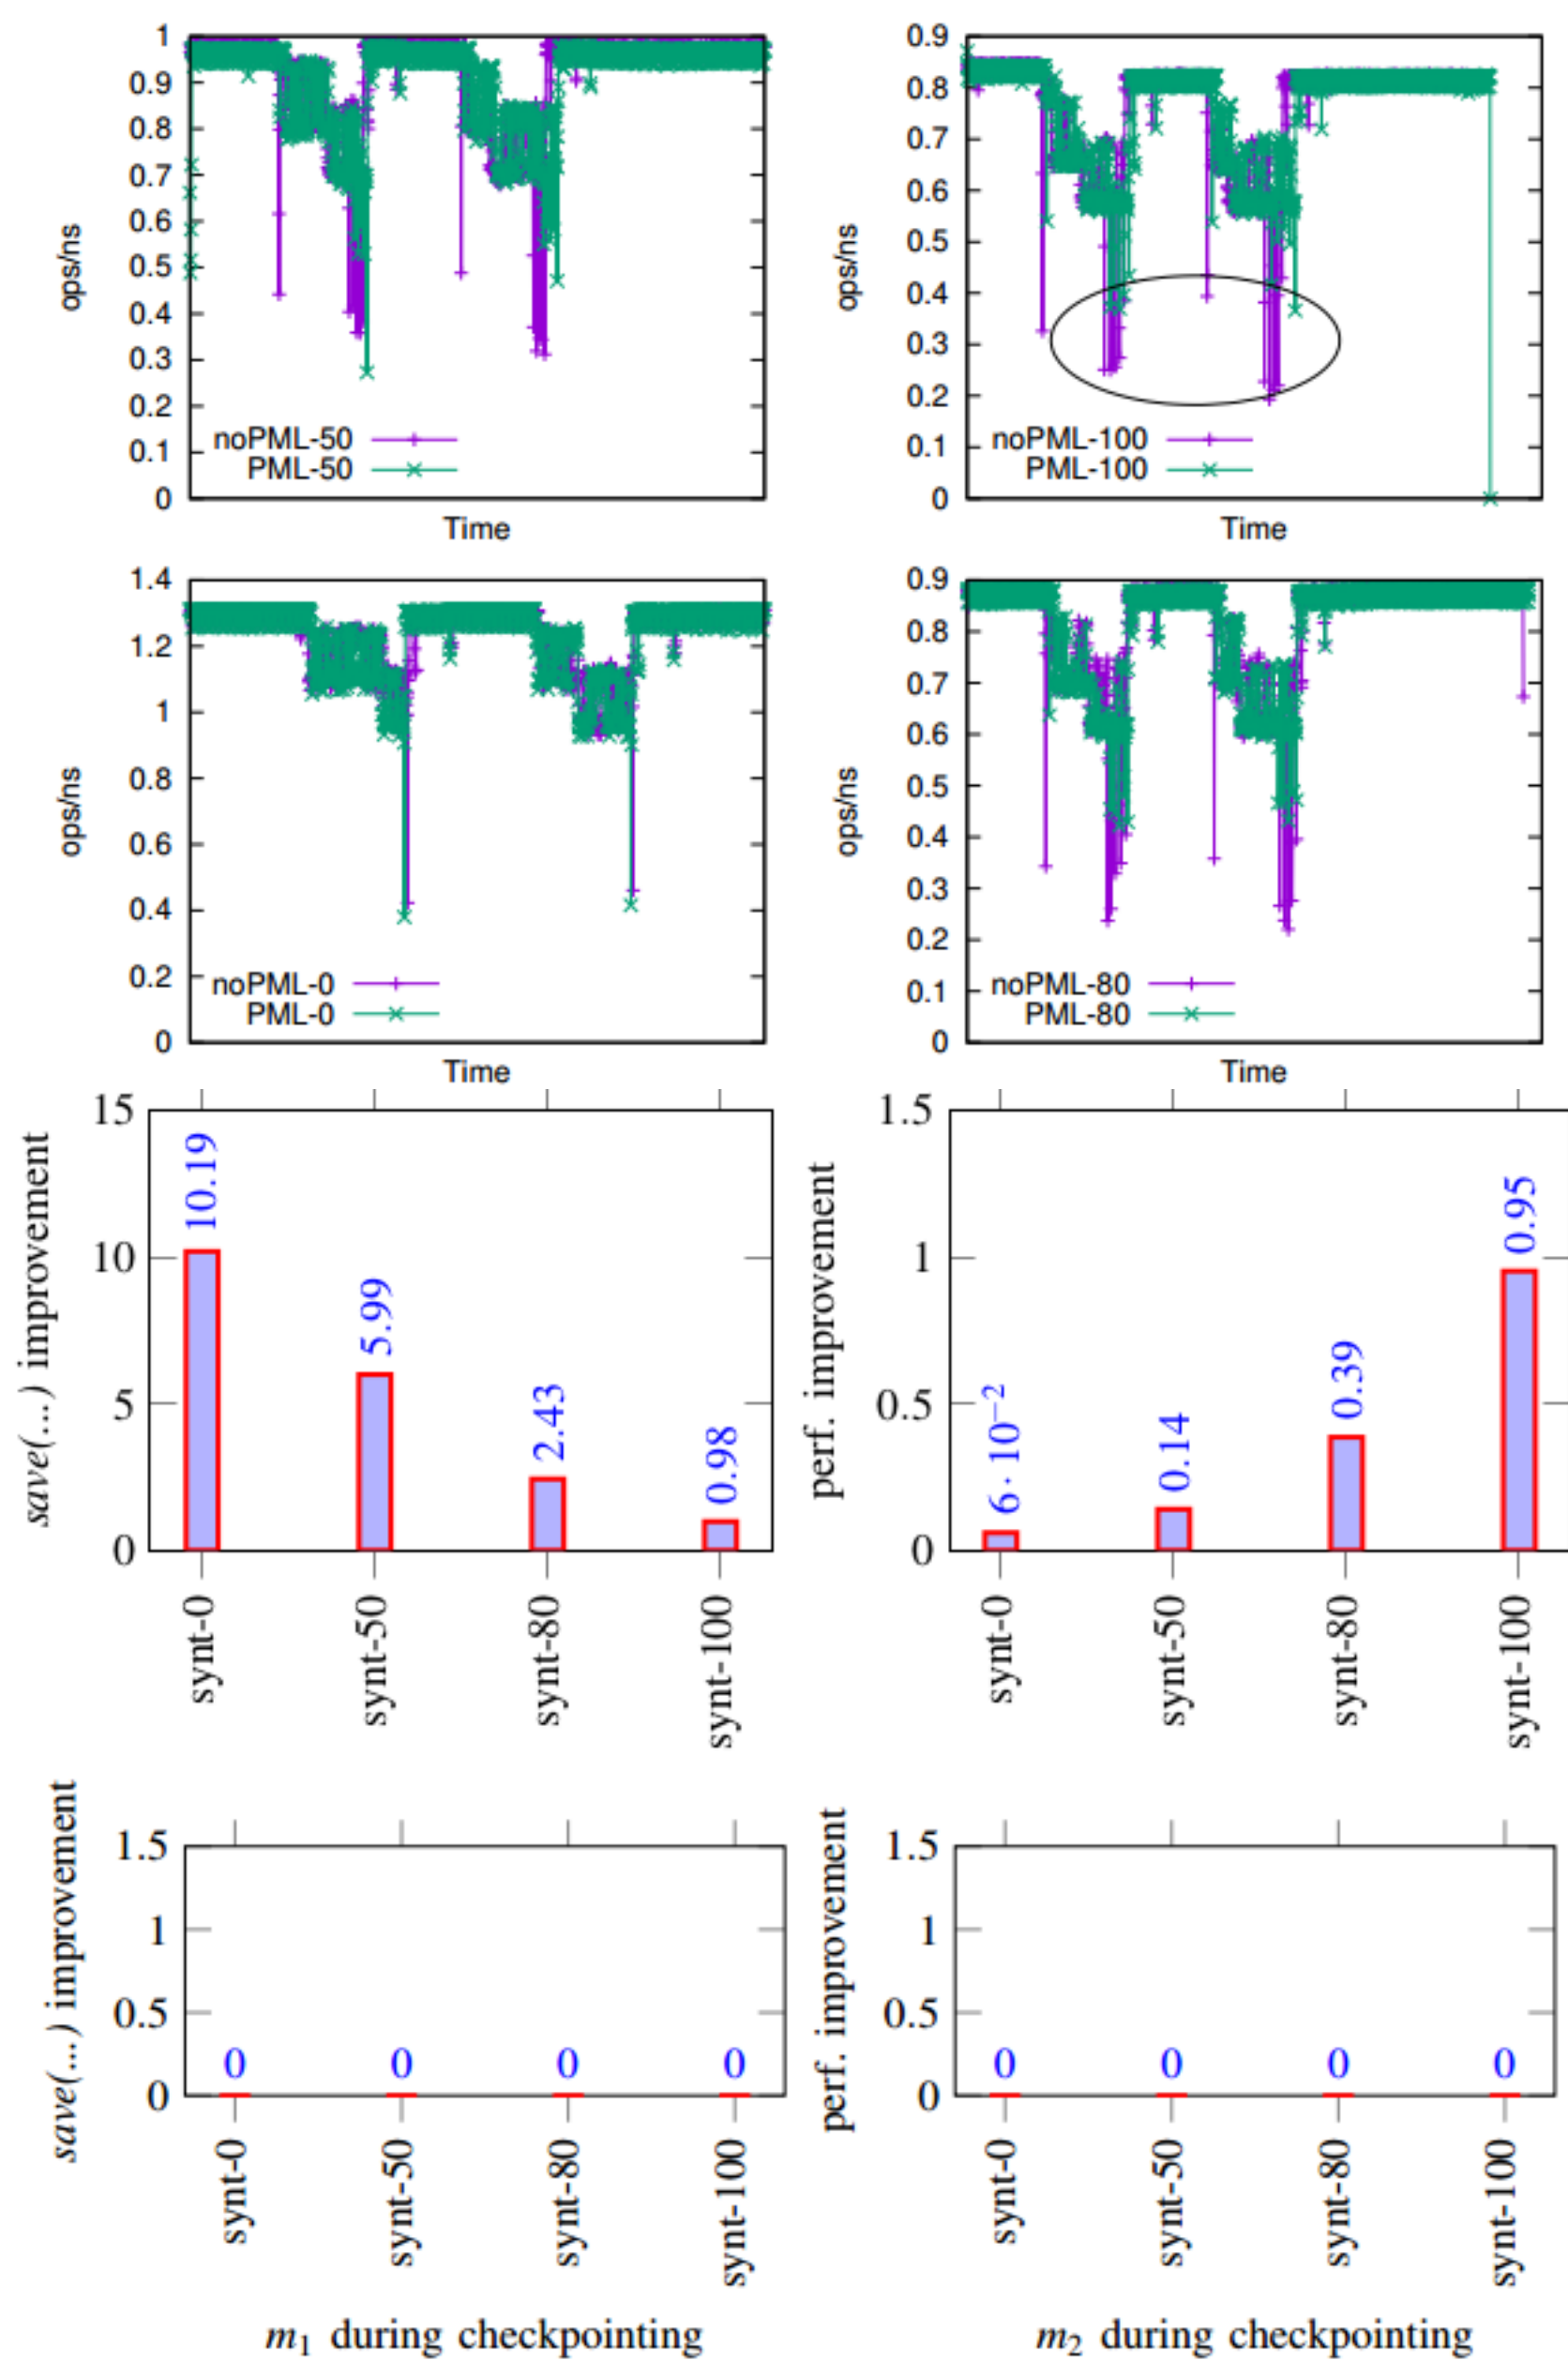 ops/ns
1
0.9
0.8
0.7
0.6
0.5
0.4
0.3
0.2
0.1
0
noPML-50
PML-50
Time
ops/ns
0.9
0.8
0.7
0.6
0.5
0.4
0.3
0.2
0.1
0
noPML-100
PML-100
Time
ops/ns
1.4
1.2
1
0.8
0.6
0.4
0.2
0
noPML-0
PML-0
Time
ops/ns
0.9
0.8
0.7
0.6
0.5
0.4
0.3
0.2
0.1
0
noPML-80
PML-80
Time
save(...) improvement
15
10
5
0
10.19
5.99
2.43
0.98
synt-0
synt-50
synt-80
synt-100
perf. improvement
1.5
1
0.5
0
6 · 10⁻²
0.14
0.39
0.95
synt-0
synt-50
synt-80
synt-100
save(...) improvement
1.5
1
0.5
0
0
0
0
0
synt-0
synt-50
synt-80
synt-100
m₁ during checkpointing
perf. improvement
1.5
1
0.5
0
0
0
0
0
synt-0
synt-50
synt-80
synt-100
m₂ during checkpointing